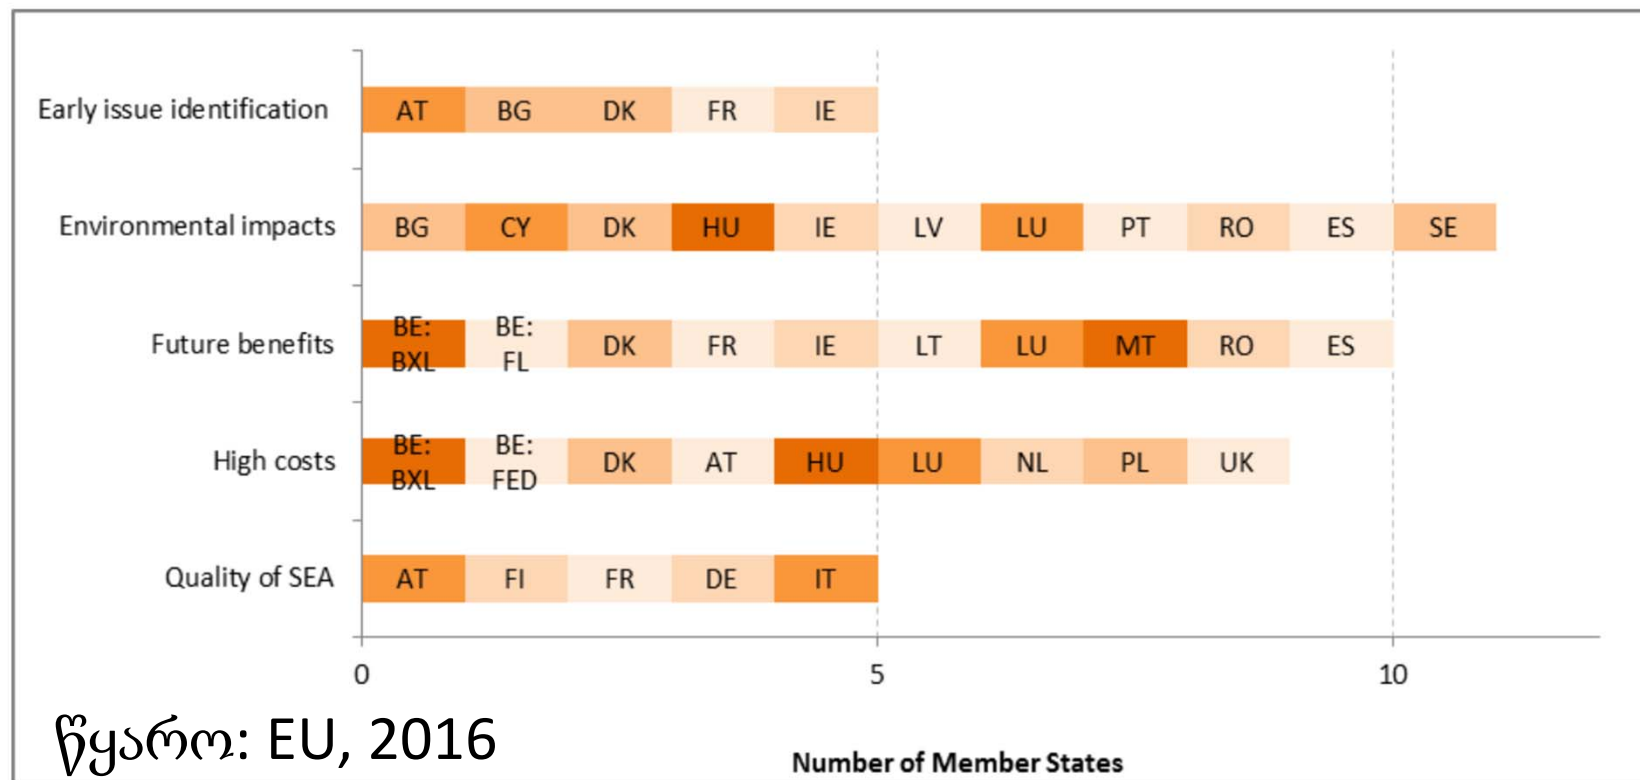 Early issue identification AT BG DK FR IE
Environmental impacts BG CY DK HU IE LV LU PT RO ES SE
Future benefits BE: BXL BE: FL DK FR IE LT LU MT RO ES
High costs BE: BXL BE: FED DK AT HU LU NL PL UK
Quality of SEA AT FI FR DE IT
0 5 10
წყარო: EU, 2016
Number of Member States